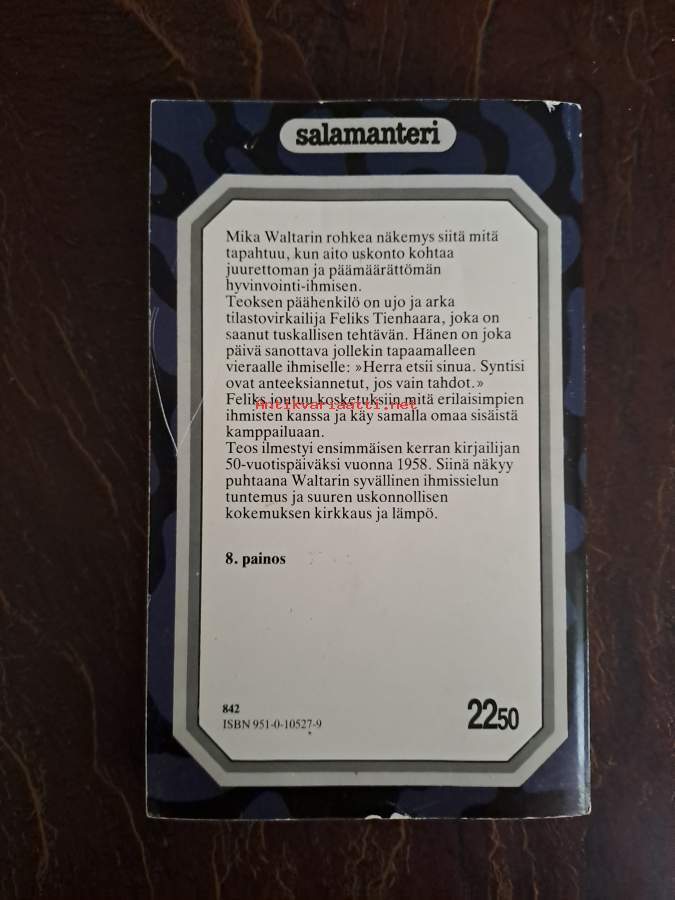 salamanteri
Mika Waltarin rohkea näkemys siitä mitä
tapahtuu, kun aito uskonto kohtaa
juurettoman ja päämäärättömän
hyvinvointi-ihmisen.
Teoksen päähenkilö on ujo ja arka
tilastovirkailija Feliks Tienhaara, joka on
saanut tuskallisen tehtävän. Hänen on joka
päivä sanottava jollekin tapaamalleen
vieraalle ihmiselle: »Herra etsii sinua. Syntisi
ovat anteeksiannetut, jos vain tahdot.»
Feliks joutuu kosketuksiin mitä erilaisimpien
Antikvariaatti.net
ihmisten kanssa ja käy samalla omaa sisäistä
kamppailuaan.
Teos ilmestyi ensimmäisen kerran kirjailijan
50-vuotispäiväksi vuonna 1958. Siinä näkyy
puhtaana Waltarin syvällinen ihmissielun
tuntemus ja suuren uskonnollisen
kokemuksen kirkkaus ja lämpö.
8. painos
842
ISBN 951-0-10527-9
2250